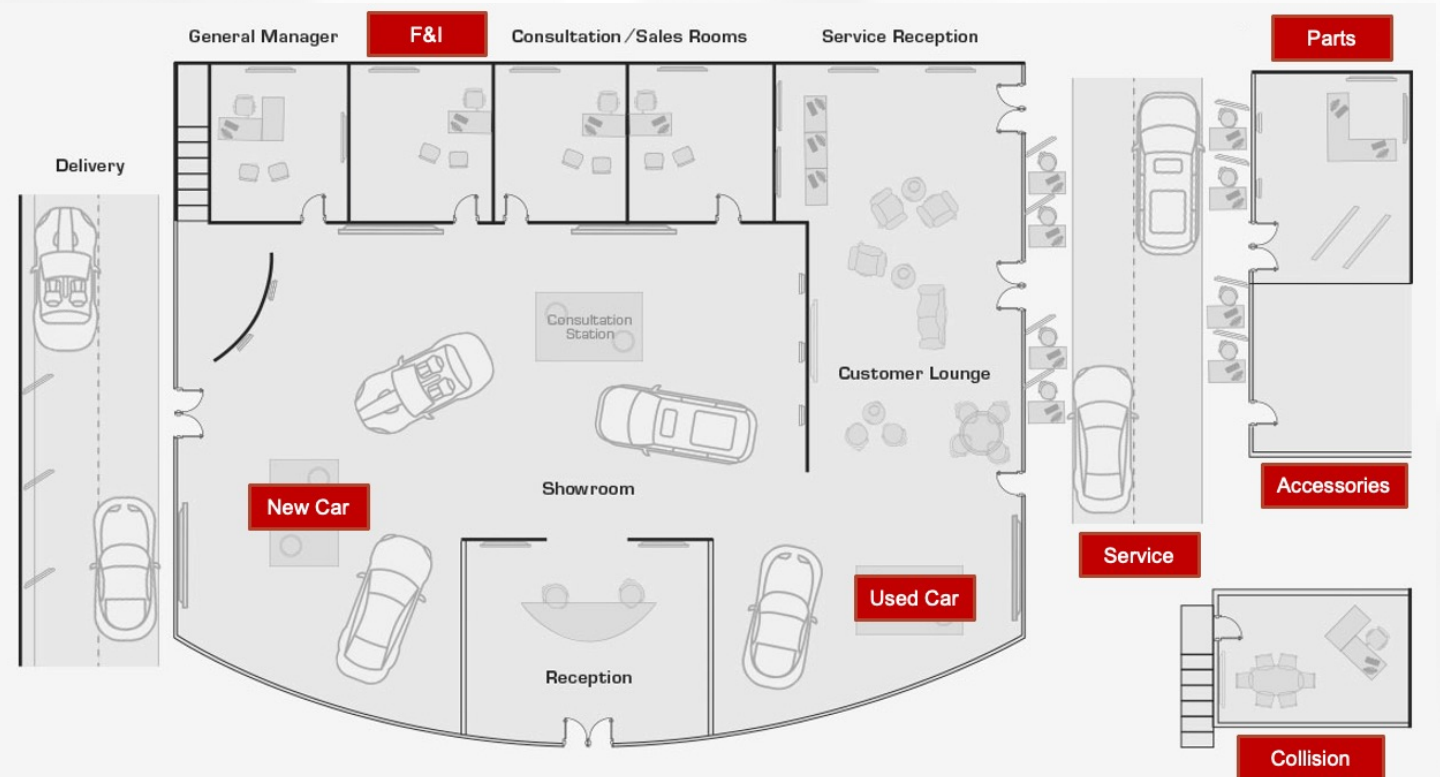 General Manager
F&I
Consultation/Sales Rooms
Service Reception
Parts
Delivery
Consultation
Station
Customer Lounge
Showroom
New Car
Accessories
Service
Used Car
Reception
Collision